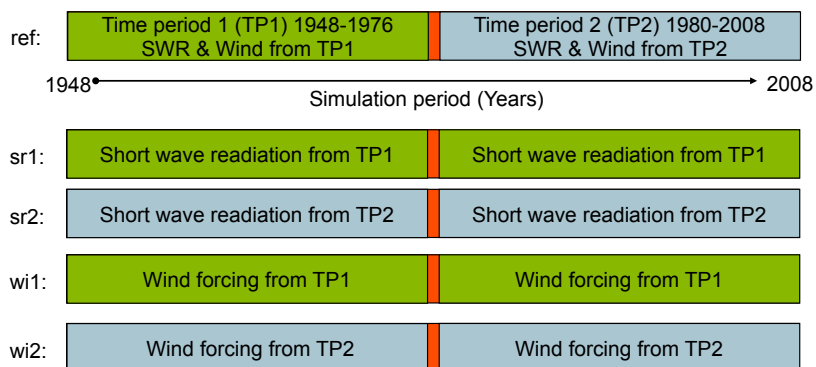 ref:
Time period 1 (TP1) 1948-1976
SWR & Wind from TP1
Time period 2 (TP2) 1980-2008
SWR & Wind from TP2
1948
Simulation period (Years)
2008
sr1:
Short wave readiation from TP1
Short wave readiation from TP1
sr2:
Short wave readiation from TP2
Short wave readiation from TP2
wi1:
Wind forcing from TP1
Wind forcing from TP1
wi2:
Wind forcing from TP2
Wind forcing from TP2